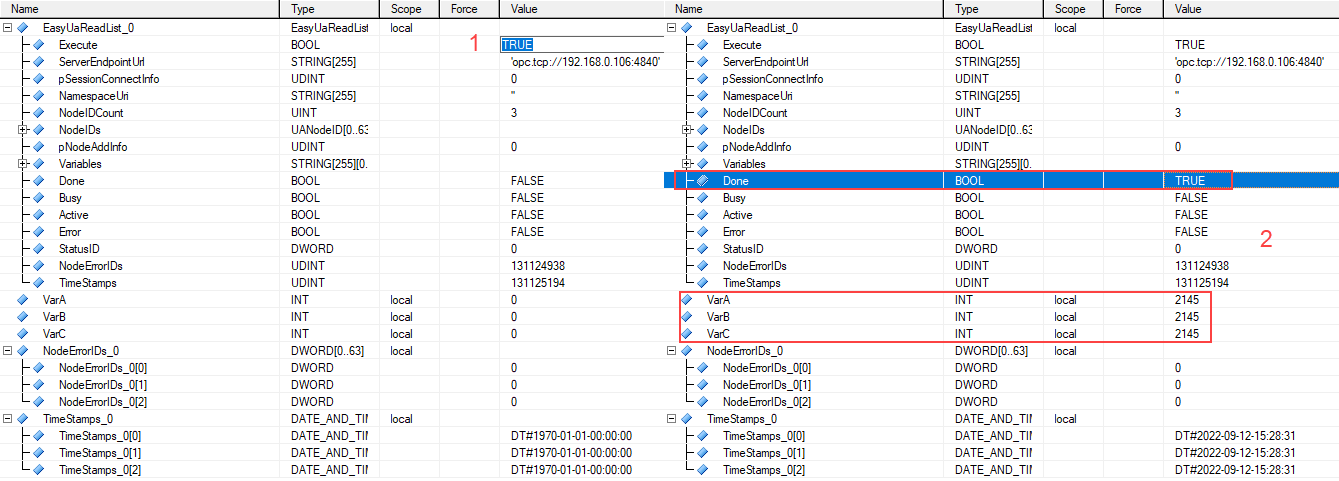 Name Type Scope Force Value Name Type Scope Force Value
EasyUaReadList_0 EasyUaReadList local EasyUaReadList_0 EasyUaReadList local
Execute BOOL 1 TRUE Execute BOOL TRUE
ServerEndpointUrl STRING[255] 'opc.tcp://192.168.0.106:4840' ServerEndpointUrl STRING[255] 'opc.tcp://192.168.0.106:4840'
pSessionConnectInfo UDINT 0 pSessionConnectInfo UDINT 0
NamespaceUri STRING[255] '' NamespaceUri STRING[255] ''
NodeIDCount UINT 3 NodeIDCount UINT 3
NodeIDs UANodeID[0..63 NodeIDs UANodeID[0..63
pNodeAddInfo UDINT 0 pNodeAddInfo UDINT 0
Variables STRING[255][0.. Variables STRING[255][0..
Done BOOL FALSE Done BOOL TRUE
Busy BOOL FALSE Busy BOOL FALSE
Active BOOL FALSE Active BOOL FALSE
Error BOOL FALSE Error BOOL FALSE 2
StatusID DWORD 0 StatusID DWORD 0
NodeErrorIDs UDINT 131124938 NodeErrorIDs UDINT 131124938
TimeStamps UDINT 131125194 TimeStamps UDINT 131125194
VarA INT local 0 VarA INT local 2145
VarB INT local 0 VarB INT local 2145
VarC INT local 0 VarC INT local 2145
NodeErrorIDs_0 DWORD[0..63] local NodeErrorIDs_0 DWORD[0..63] local
NodeErrorIDs_0[0] DWORD 0 NodeErrorIDs_0[0] DWORD 0
NodeErrorIDs_0[1] DWORD 0 NodeErrorIDs_0[1] DWORD 0
NodeErrorIDs_0[2] DWORD 0 NodeErrorIDs_0[2] DWORD 0
TimeStamps_0 DATE_AND_TIM local TimeStamps_0 DATE_AND_TIM local
TimeStamps_0[0] DATE_AND_TIM DT#1970-01-01-00:00:00 TimeStamps_0[0] DATE_AND_TIM DT#2022-09-12-15:28:31
TimeStamps_0[1] DATE_AND_TIM DT#1970-01-01-00:00:00 TimeStamps_0[1] DATE_AND_TIM DT#2022-09-12-15:28:31
TimeStamps_0[2] DATE_AND_TIM DT#1970-01-01-00:00:00 TimeStamps_0[2] DATE_AND_TIM DT#2022-09-12-15:28:31